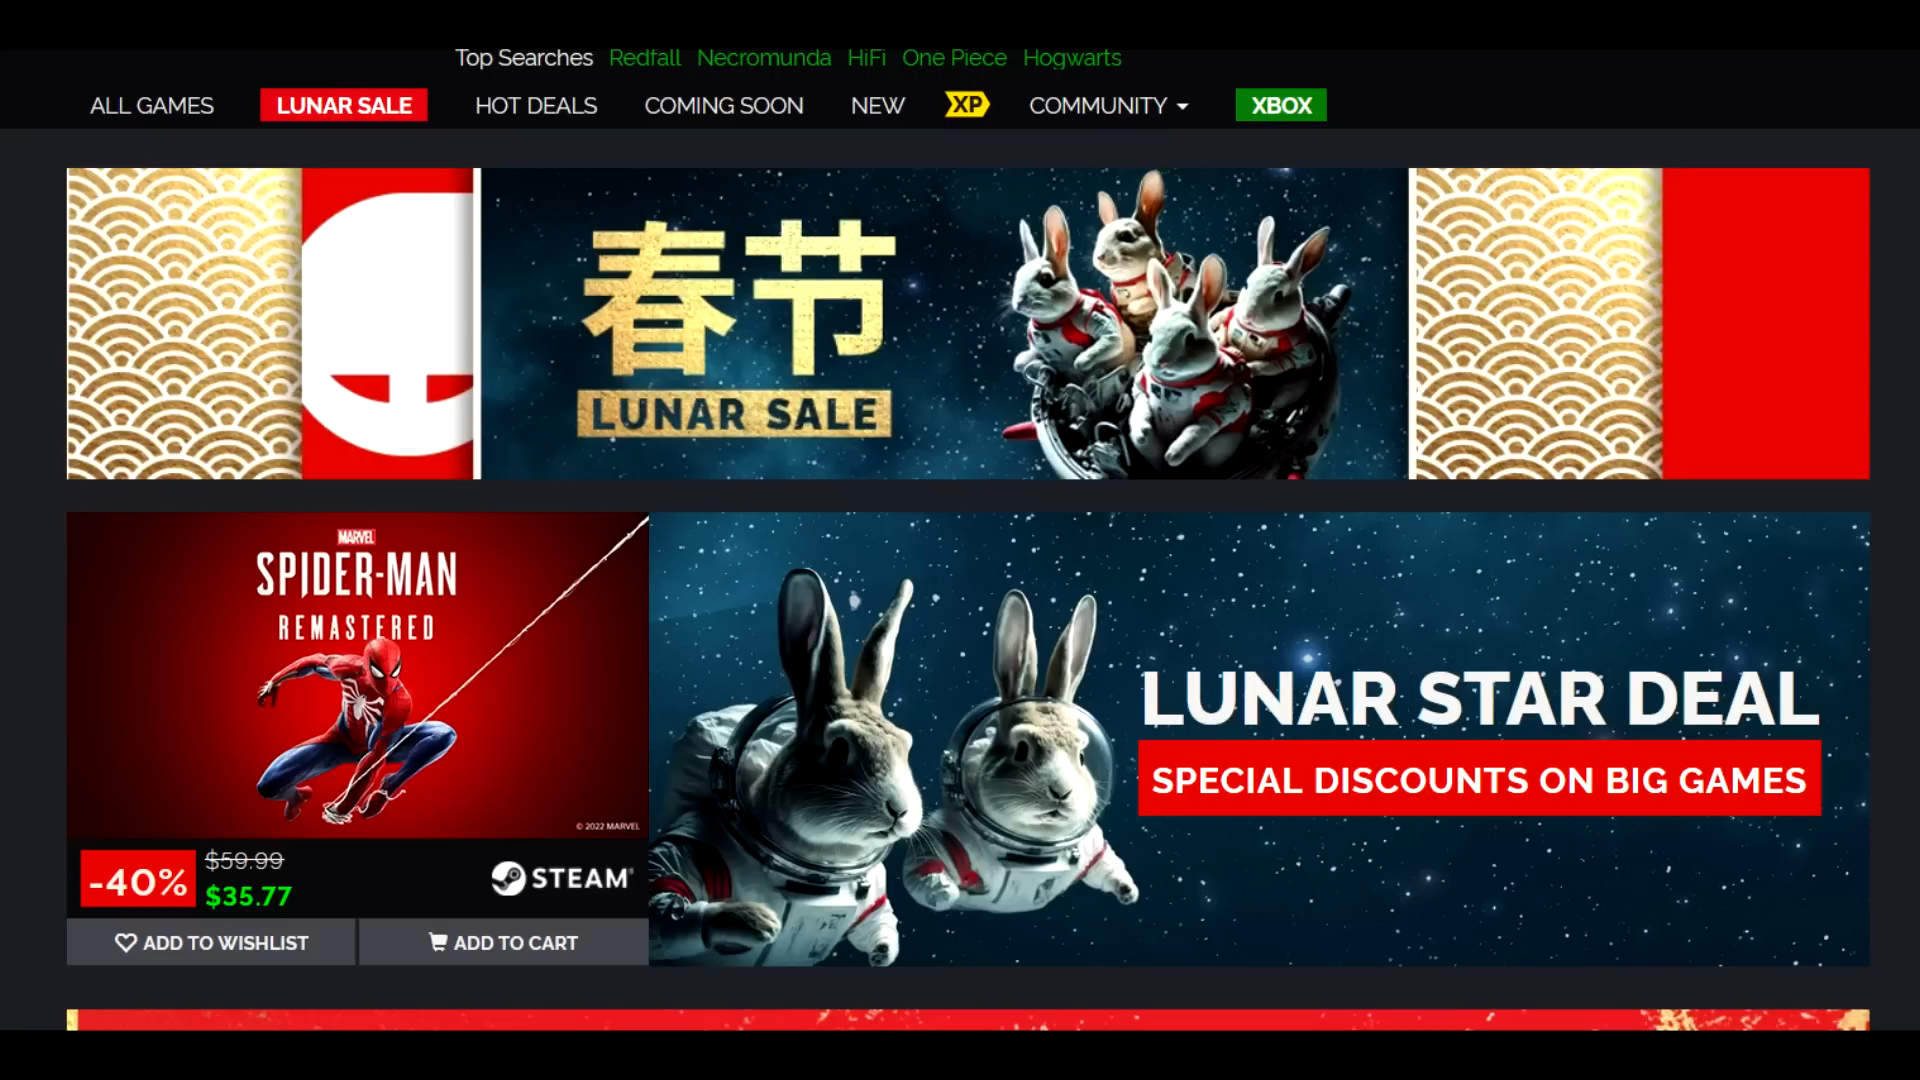 Top Searches Redfall Necromunda HiFi One Piece Hogwarts
ALL GAMES LUNAR SALE HOT DEALS COMING SOON NEW XP COMMUNITY XBOX
春节
LUNAR SALE
MARVEL
SPIDER-MAN
REMASTERED
© 2022 MARVEL
-40%
$59.99
$35.77
STEAM
ADD TO WISHLIST
ADD TO CART
LUNAR STAR DEAL
SPECIAL DISCOUNTS ON BIG GAMES